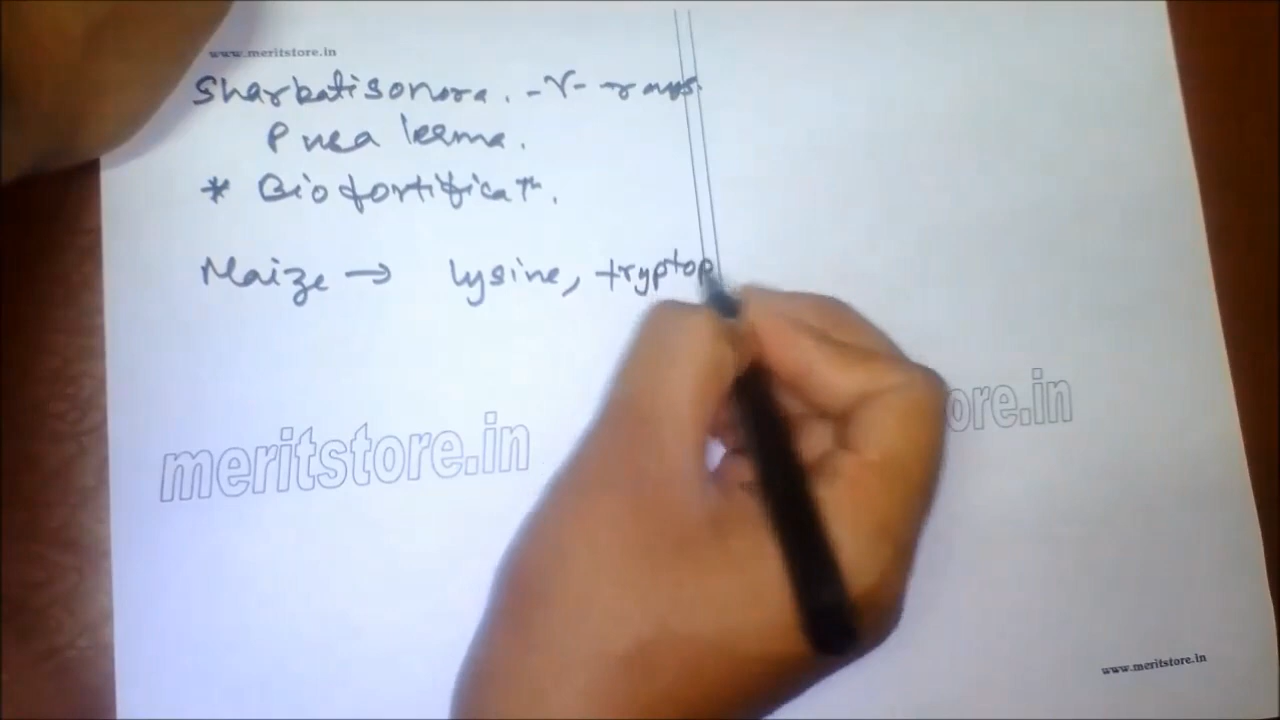 www.meritstore.in
Sharbatisonora. - γ - rays.
Pusa lerma.
* Biofortificatn.
Maize → lysine, tryptop
meritstore.in
ore.in
www.meritstore.in